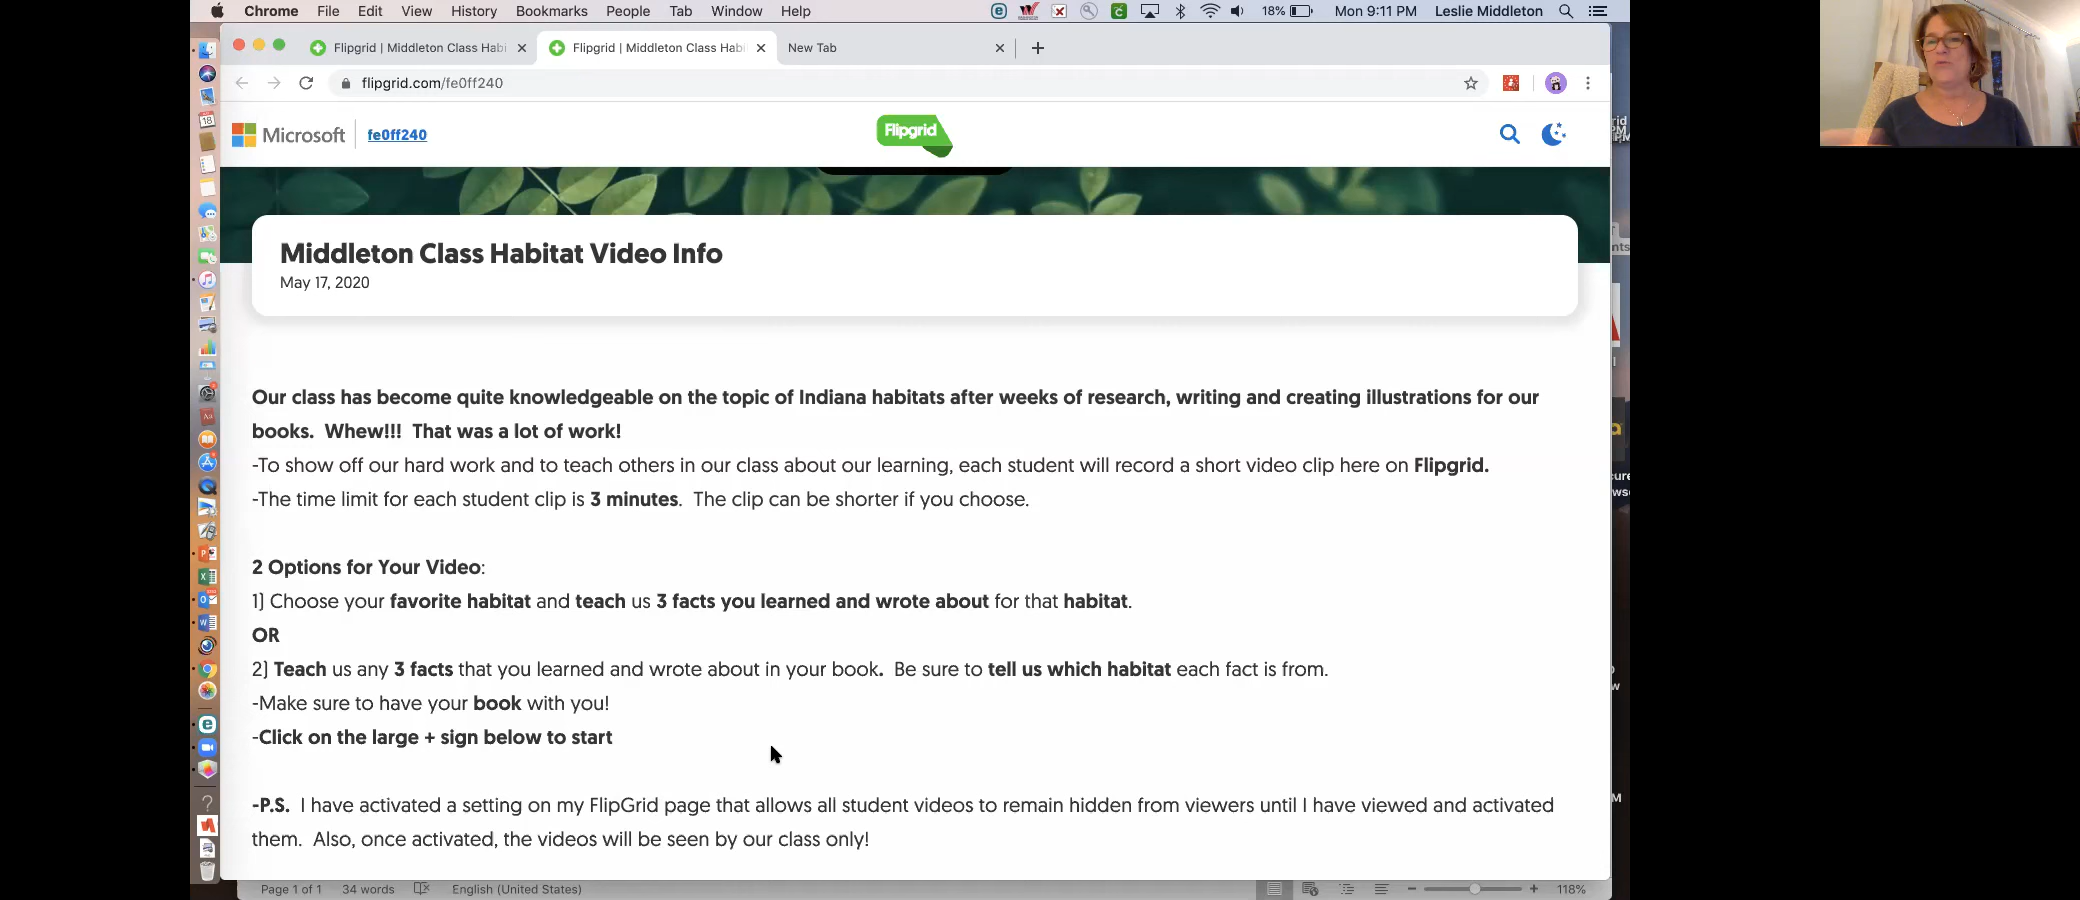 Chrome File Edit View History Bookmarks People Tab Window Help 18% Mon 9:11 PM Leslie Middleton
Flipgrid | Middleton Class Habi Flipgrid | Middleton Class Habi New Tab
flipgrid.com/fe0ff240
Microsoft fe0ff240 Flipgrid
Middleton Class Habitat Video Info
May 17, 2020
Our class has become quite knowledgeable on the topic of Indiana habitats after weeks of research, writing and creating illustrations for our
books. Whew!!! That was a lot of work!
-To show off our hard work and to teach others in our class about our learning, each student will record a short video clip here on Flipgrid.
-The time limit for each student clip is 3 minutes. The clip can be shorter if you choose.
2 Options for Your Video:
1) Choose your favorite habitat and teach us 3 facts you learned and wrote about for that habitat.
OR
2) Teach us any 3 facts that you learned and wrote about in your book. Be sure to tell us which habitat each fact is from.
-Make sure to have your book with you!
-Click on the large + sign below to start
-P.S. I have activated a setting on my FlipGrid page that allows all student videos to remain hidden from viewers until I have viewed and activated
them. Also, once activated, the videos will be seen by our class only!
Page 1 of 1 34 words English (United States) 118%